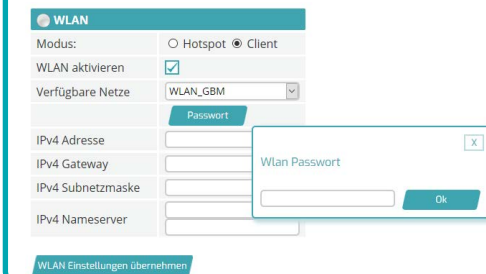 WLAN
Modus: Hotspot Client
WLAN aktivieren
Verfügbare Netze WLAN_GBM
Passwort
IPv4 Adresse
X
IPv4 Gateway
Wlan Passwort
IPv4 Subnetzmaske
Ok
IPv4 Nameserver
WLAN Einstellungen übernehmen